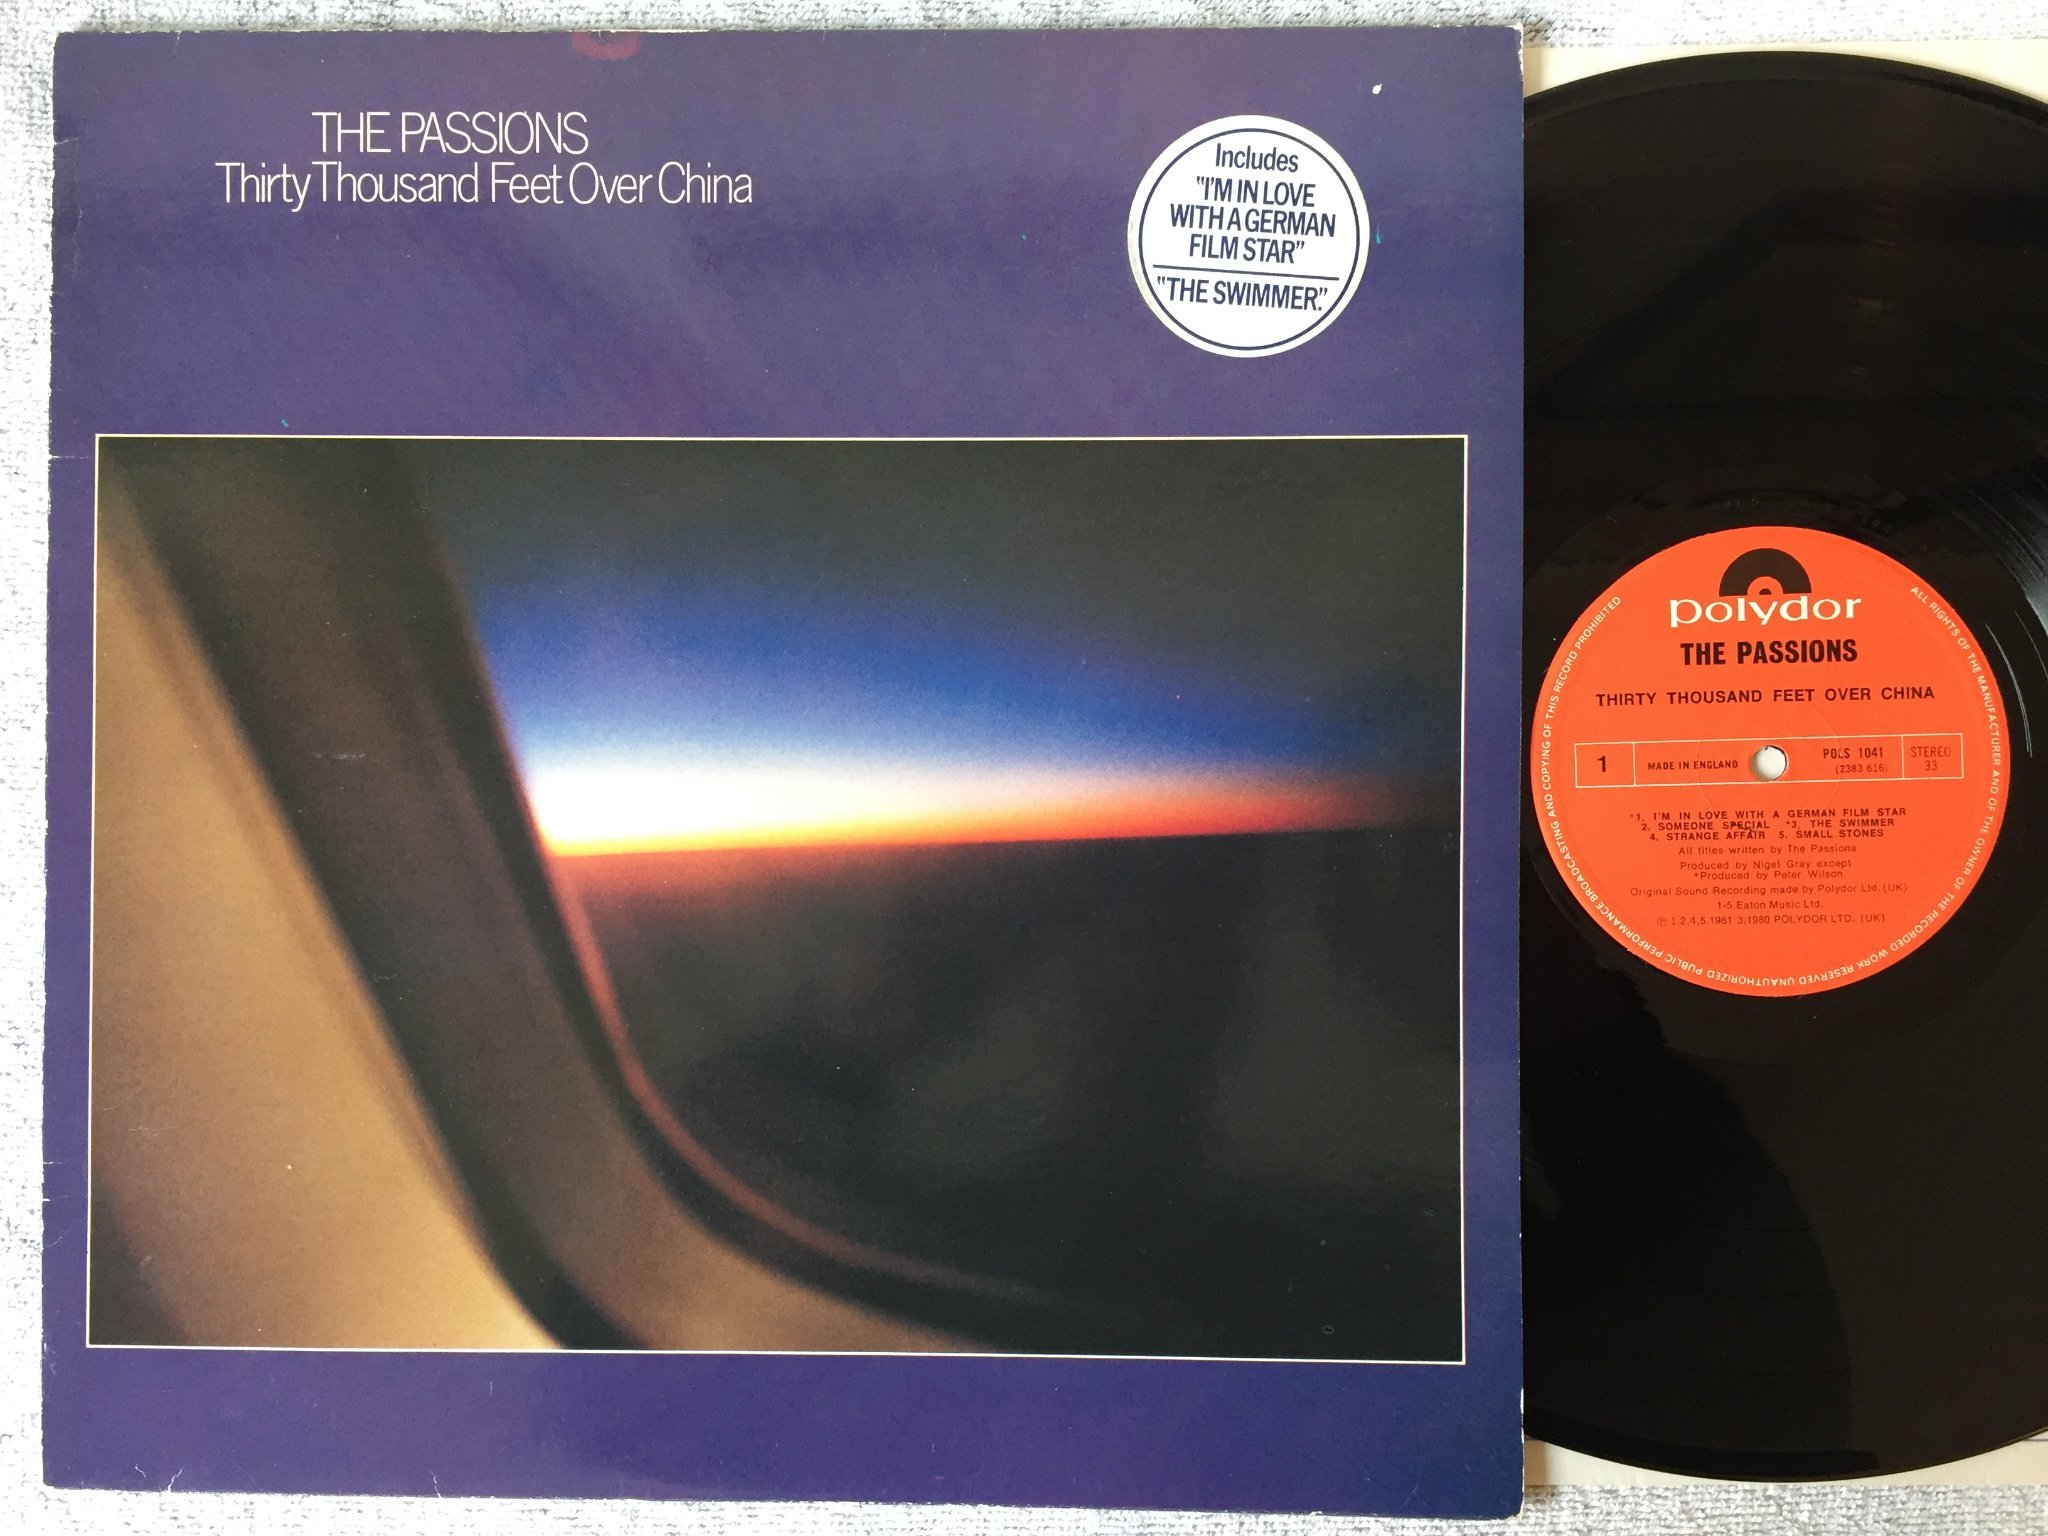 THE PASSIONS
Thirty Thousand Feet Over China
Includes
"I'M IN LOVE
WITH A GERMAN
FILM STAR"
"THE SWIMMER".
polydor
THE PASSIONS
THIRTY THOUSAND FEET OVER CHINA
1
MADE IN ENGLAND
POLS 1041
(2383 616)
STEREO
33
*1. I'M IN LOVE WITH A GERMAN FILM STAR
2. SOMEONE SPECIAL *3. THE SWIMMER
4. STRANGE AFFAIR 5. SMALL STONES
All titles written by The Passions
Produced by Nigel Gray except
*Produced by Peter Wilson
Original Sound Recording made by Polydor Ltd. (UK)
1-5. Eaton Music Ltd.
℗ 1,2,4,5. 1981 3. 1980 POLYDOR LTD. (UK)
ALL RIGHTS OF THE MANUFACTURER AND OF THE OWNER OF THE RECORDED WORK RESERVED UNAUTHORIZED PUBLIC PERFORMANCE BROADCASTING AND COPYING OF THIS RECORD PROHIBITED